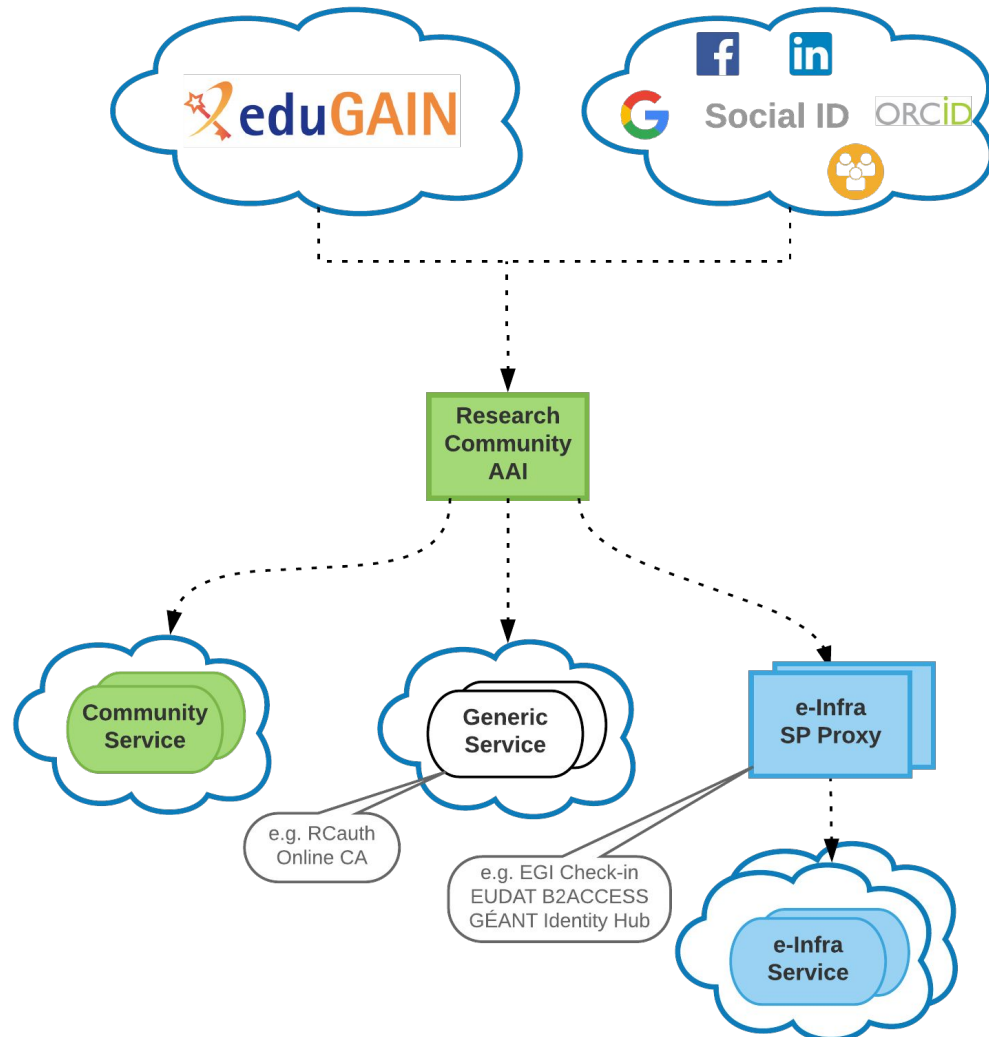 eduGAIN
f
in
G
Social ID
ORCiD
Research
Community
AAI
Community
Service
Generic
Service
e-Infra
SP Proxy
e.g. RCauth
Online CA
e.g. EGI Check-in
EUDAT B2ACCESS
GÉANT Identity Hub
e-Infra
Service